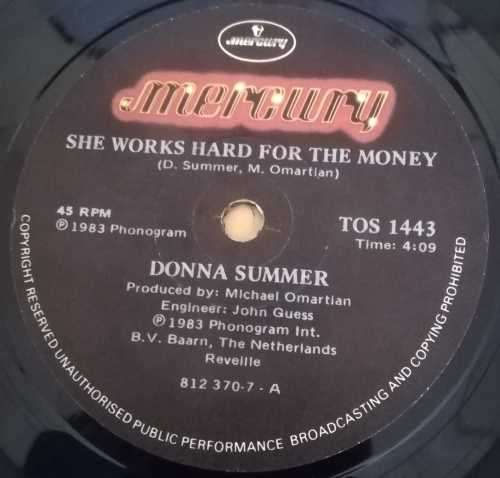 mercury
mercury
SHE WORKS HARD FOR THE MONEY
(D. Summer, M. Omartian)
45 RPM
℗ 1983 Phonogram
TOS 1443
Time: 4:09
DONNA SUMMER
Produced by: Michael Omartian
Engineer: John Guess
℗ 1983 Phonogram Int.
B.V. Baarn, The Netherlands
Reveille
812 370-7 - A
COPYRIGHT RESERVED UNAUTHORISED PUBLIC PERFORMANCE BROADCASTING AND COPYING PROHIBITED